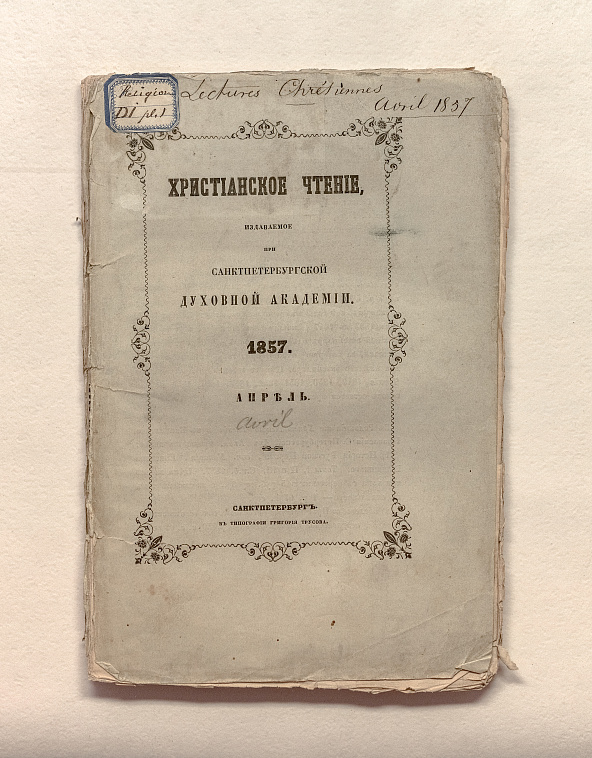 Religion
DI pl. 1
Lectures Chrétiennes
Avril 1857
ХРИСТІАНСКОЕ ЧТЕНІЕ,
ИЗДАВАЕМОЕ
ПРИ
САНКТПЕТЕРБУРГСКОЙ
ДУХОВНОЙ АКАДЕМІИ.
1857.
АПРѢЛЬ.
avril
САНКТПЕТЕРБУРГЪ.
ВЪ ТИПОГРАФІИ ГРИГОРІЯ ТРУСОВА.